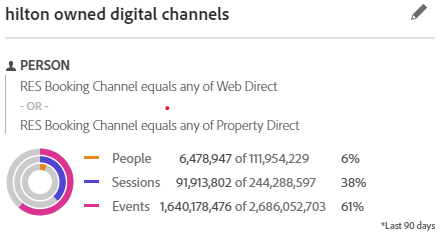 hilton owned digital channels
PERSON
RES Booking Channel equals any of Web Direct
- OR -
RES Booking Channel equals any of Property Direct
People 6,478,947 of 111,954,229 6%
Sessions 91,913,802 of 244,288,597 38%
Events 1,640,178,476 of 2,686,052,703 61%
*Last 90 days